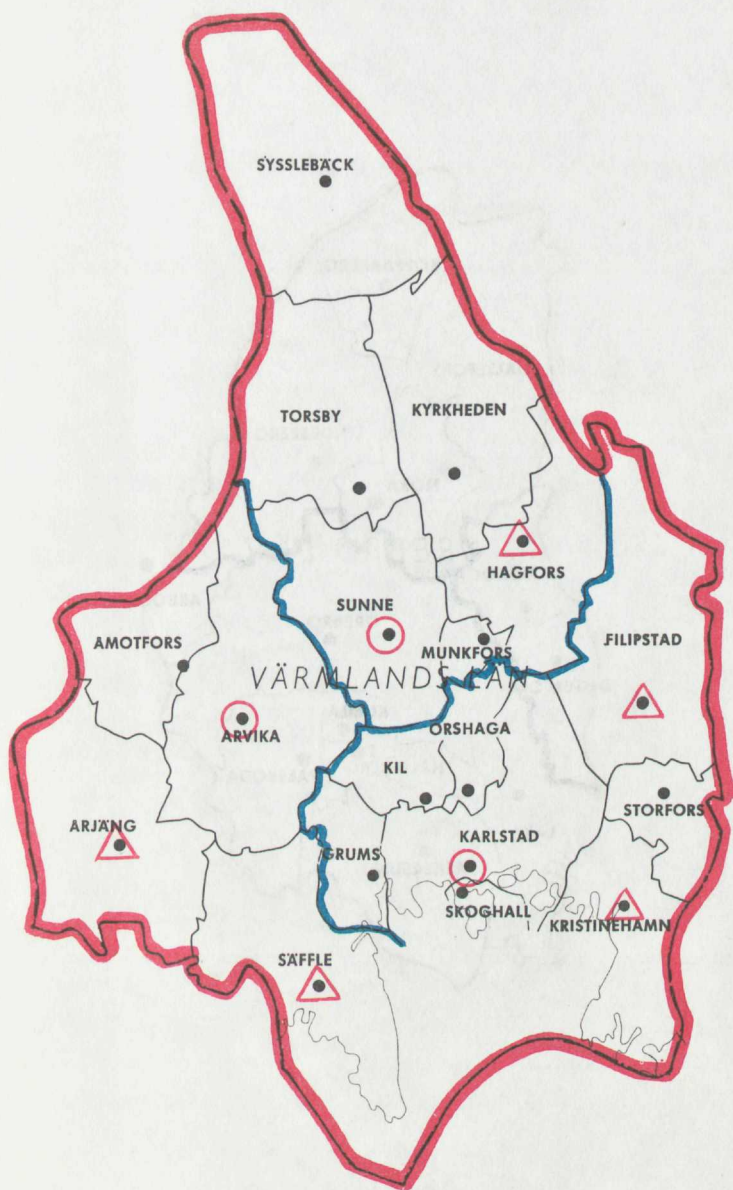 SYSSLEBÄCK
TORSBY
KYRKHEDEN
HAGFORS
SUNNE
MUNKFORS
FILIPSTAD
AMOTFORS
VÄRMLANDS LÄN
ARVIKA
ORSHAGA
KIL
STORFORS
ARJÄNG
GRUMS
KARLSTAD
SKOGHALL
KRISTINEHAMN
SÄFFLE